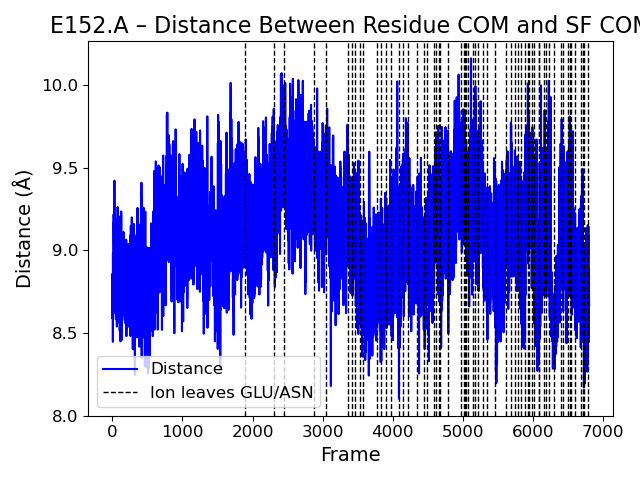 E152.A – Distance Between Residue COM and SF COM
Distance (Å)
10.0
9.5
9.0
8.5
8.0
Distance
Ion leaves GLU/ASN
0 1000 2000 3000 4000 5000 6000 7000
Frame